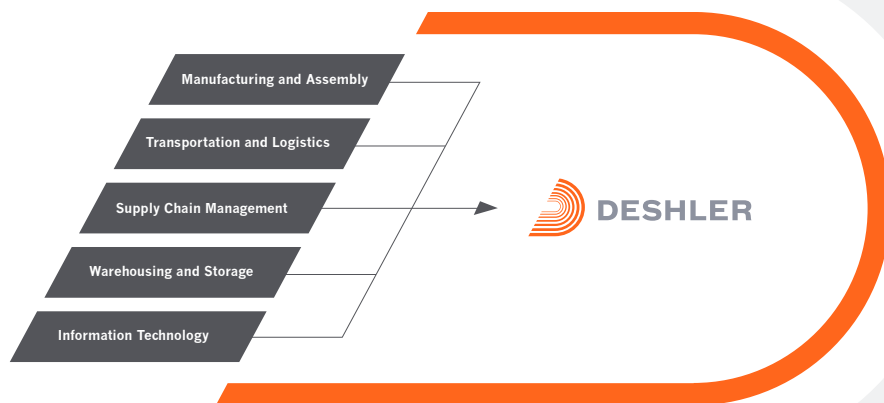 Manufacturing and Assembly
Transportation and Logistics
Supply Chain Management
DESHLER
Warehousing and Storage
Information Technology